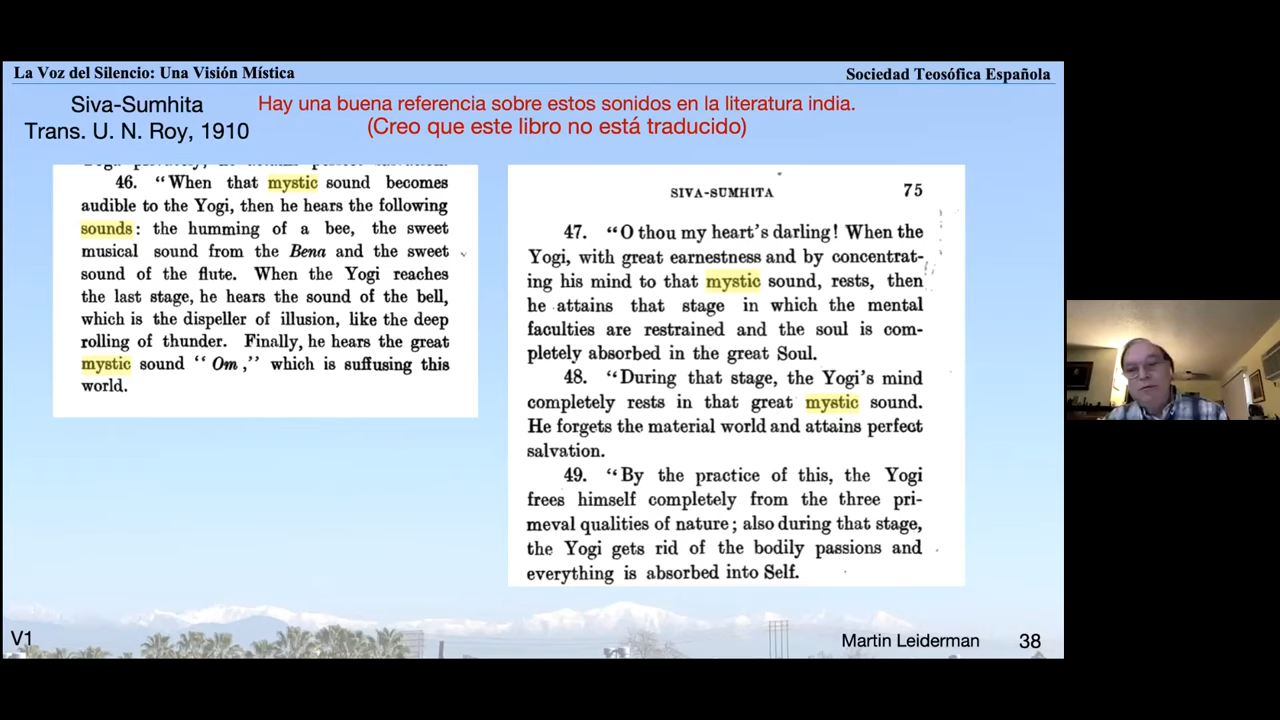 La Voz del Silencio: Una Visión Mística
Sociedad Teosófica Española
Siva-Sumhita
Trans. U. N. Roy, 1910
Hay una buena referencia sobre estos sonidos en la literatura india.
(Creo que este libro no está traducido)
46. “When that mystic sound becomes
audible to the Yogi, then he hears the following
sounds: the humming of a bee, the sweet
musical sound from the Bena and the sweet
sound of the flute. When the Yogi reaches
the last stage, he hears the sound of the bell,
which is the dispeller of illusion, like the deep
rolling of thunder. Finally, he hears the great
mystic sound “Om,” which is suffusing this
world.
SIVA-SUMHITA 75
47. “O thou my heart's darling! When the
Yogi, with great earnestness and by concentrat-
ing his mind to that mystic sound, rests, then
he attains that stage in which the mental
faculties are restrained and the soul is com-
pletely absorbed in the great Soul.
48. “During that stage, the Yogi's mind
completely rests in that great mystic sound.
He forgets the material world and attains perfect
salvation.
49. “By the practice of this, the Yogi
frees himself completely from the three pri-
meval qualities of nature; also during that stage,
the Yogi gets rid of the bodily passions and
everything is absorbed into Self.
V1
Martin Leiderman 38